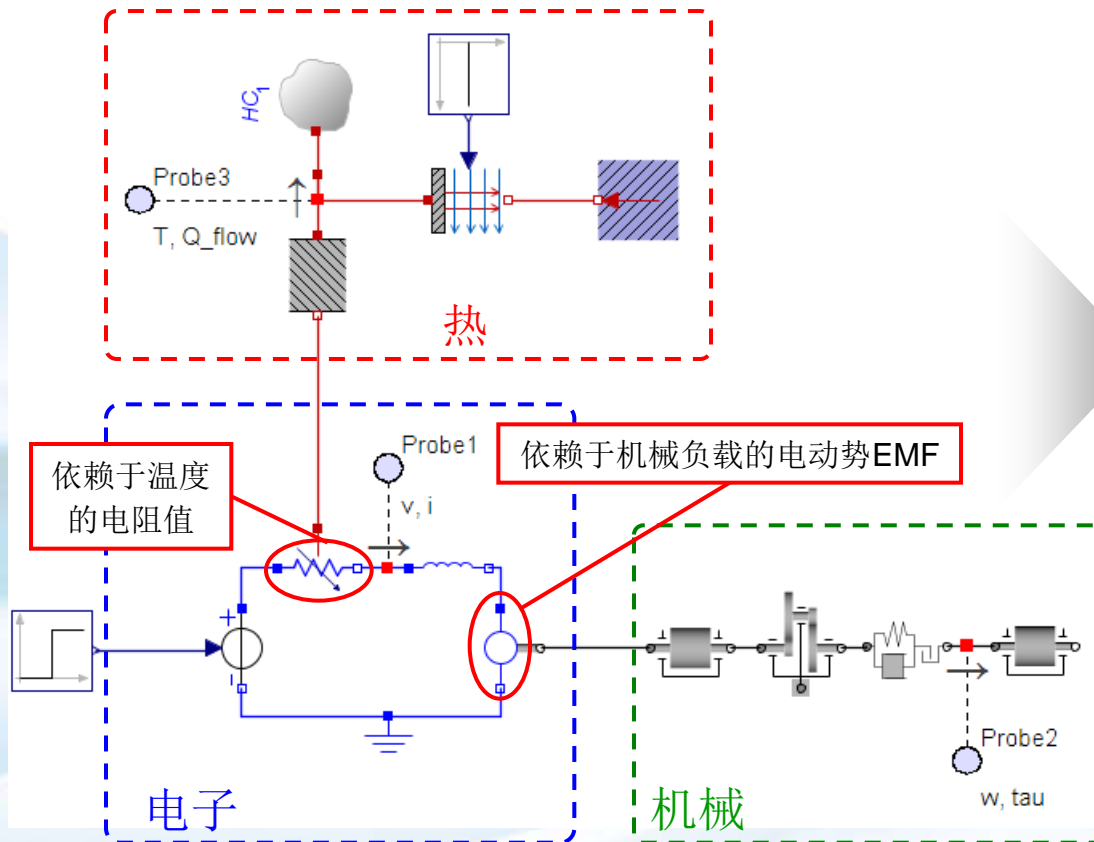 HC1
Probe3
T, Q_flow
热
依赖于温度
的电阻值
Probe1
v, i
依赖于机械负载的电动势EMF
+
-
Probe2
w, tau
电子
机械